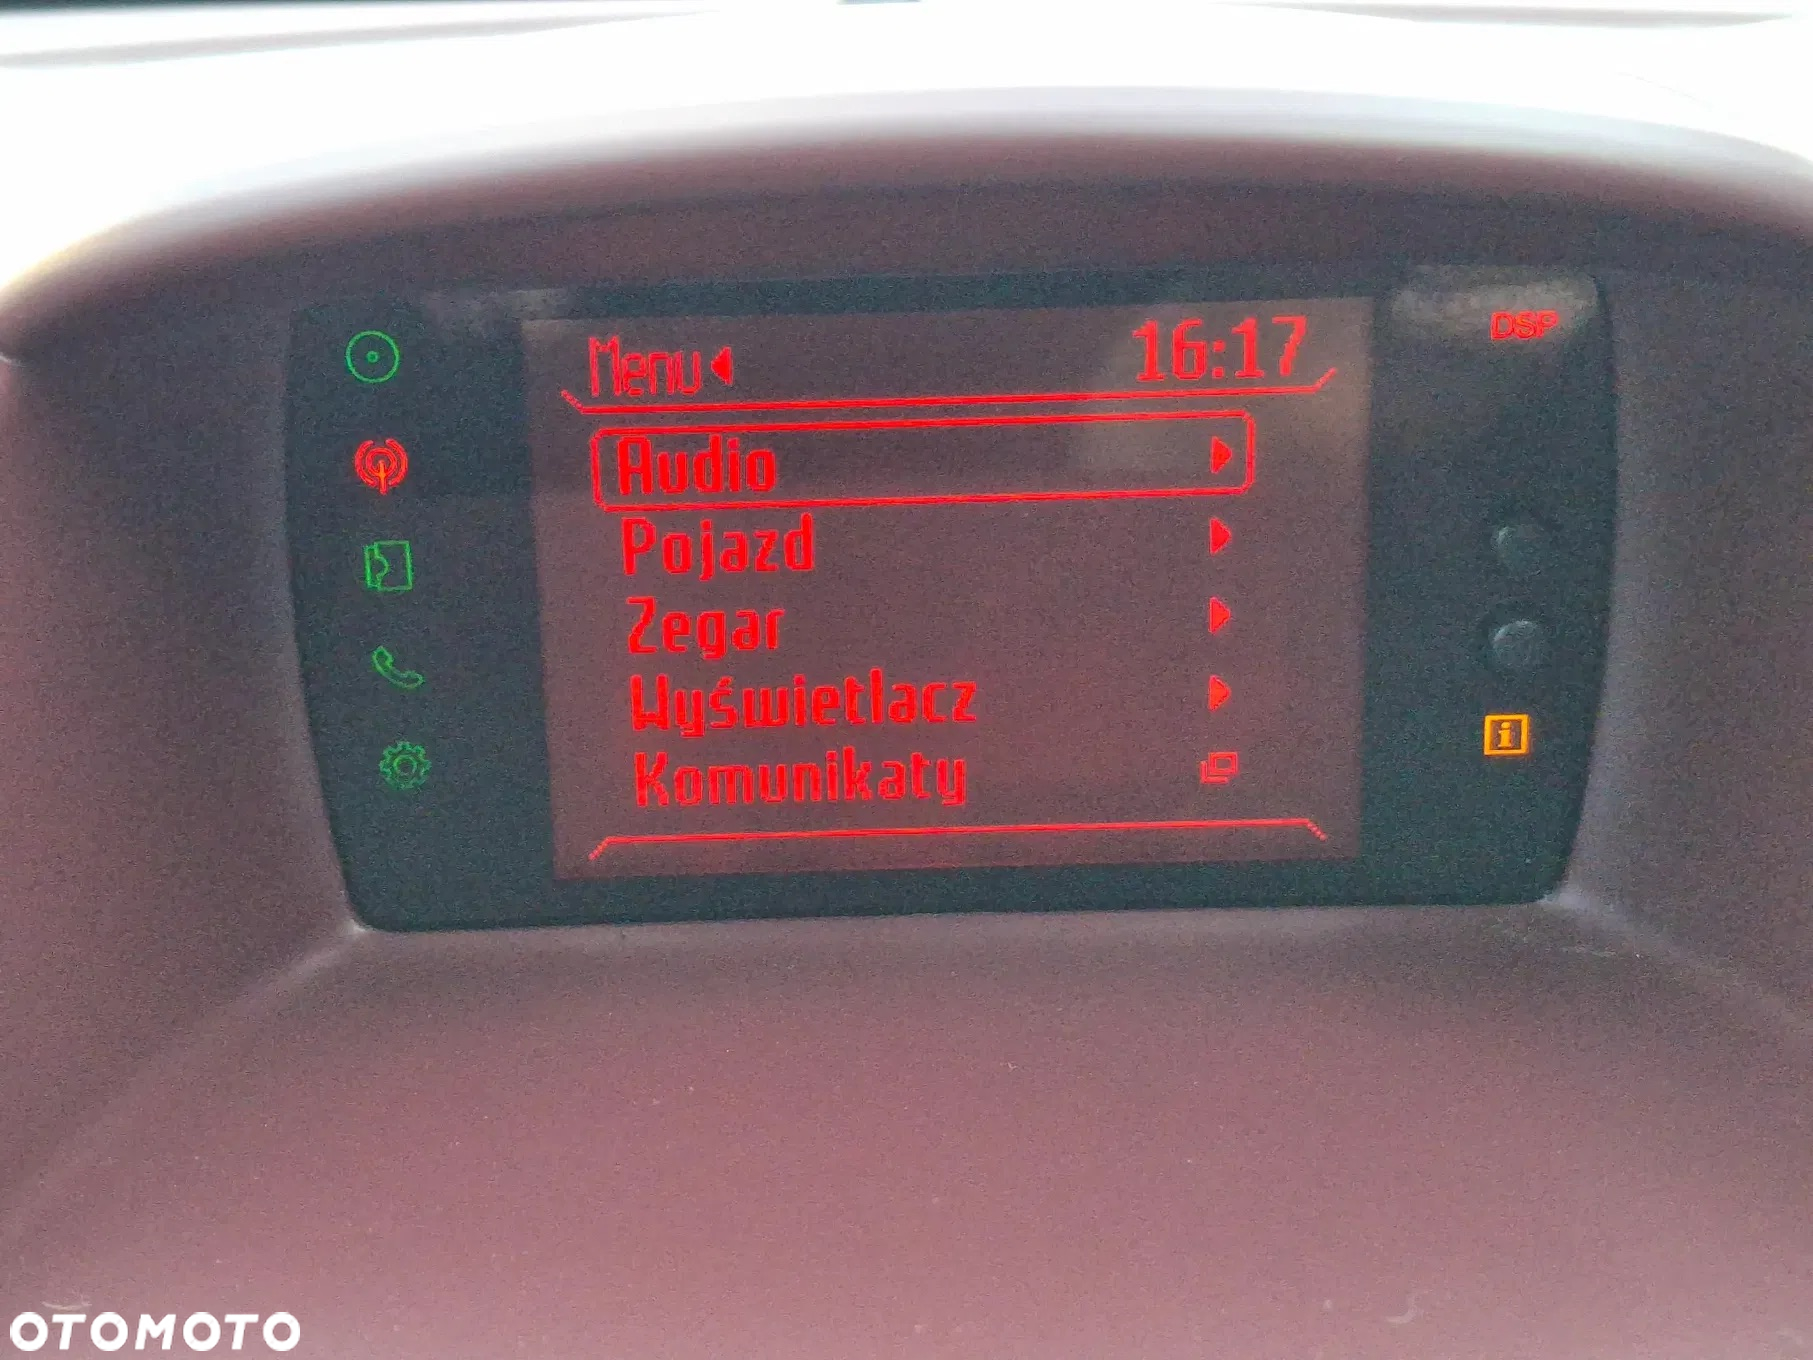 Menu
16:17
DSP
Audio
Pojazd
Zegar
Wyświetlacz
Komunikaty
i
OTOMOTO